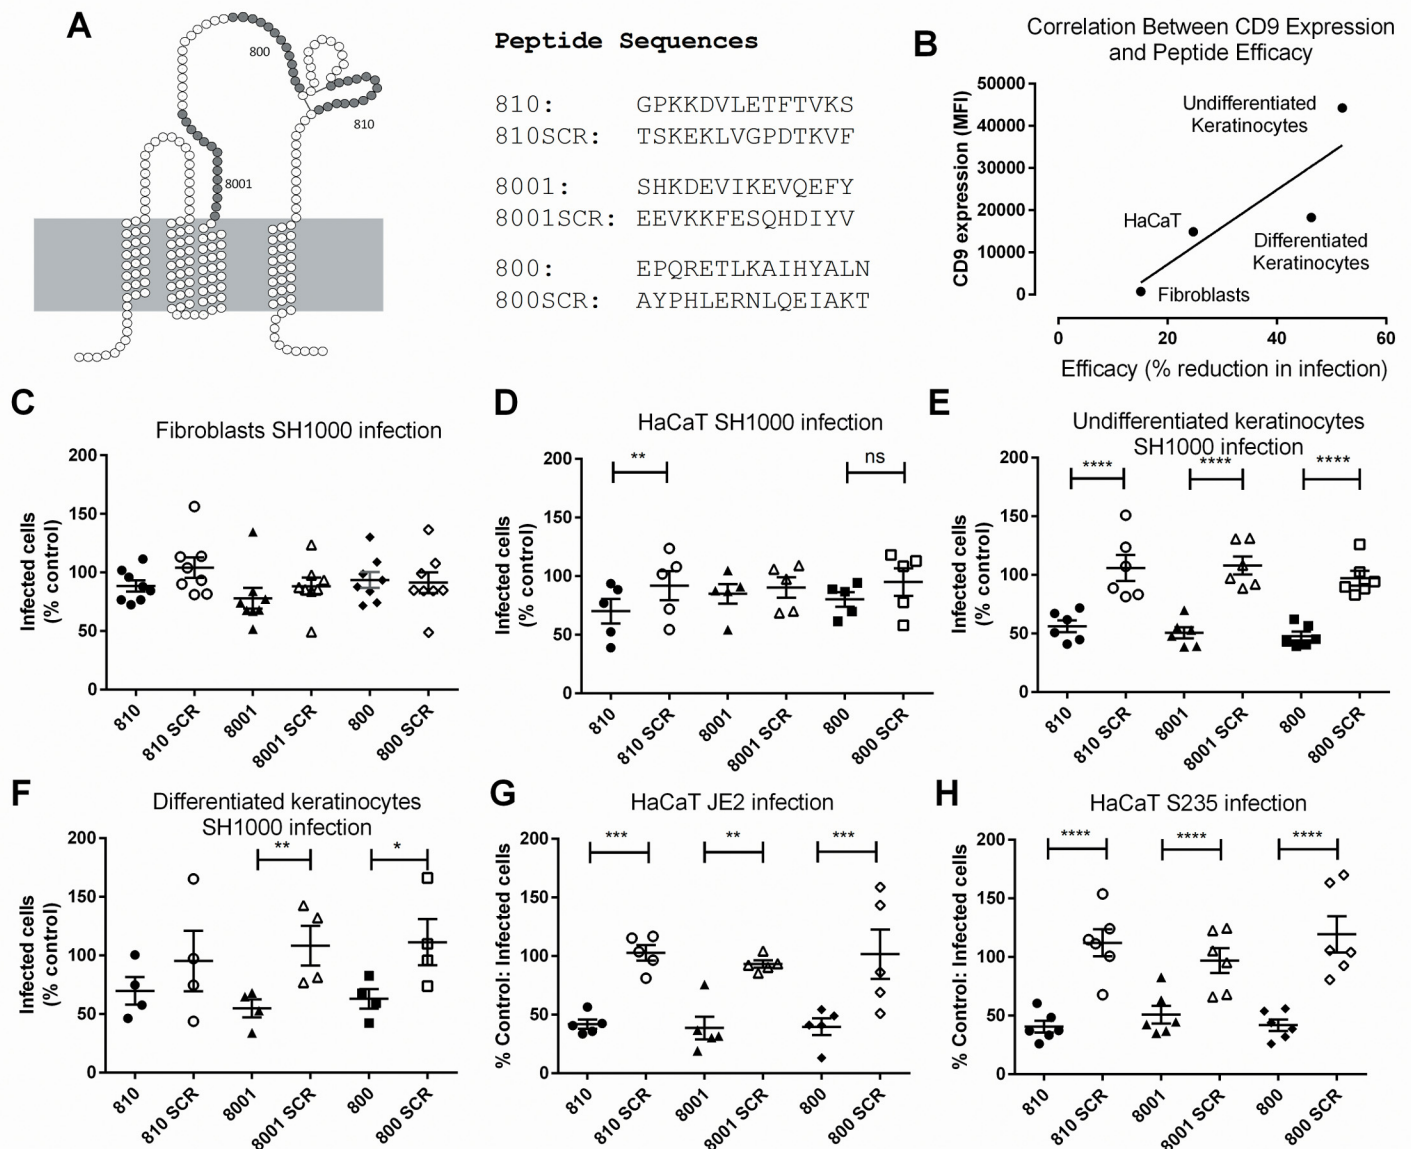 A
800
810
8001
Peptide Sequences
810: GPKKDVLETFTVKS
810SCR: TSKEKLVGPDTKVF
8001: SHKDEVIKEVQEFY
8001SCR: EEVKKFESQHDIYV
800: EPQRETLKAIHYALN
800SCR: AYPHLERNLQEIAKT
B
Correlation Between CD9 Expression
and Peptide Efficacy
CD9 expression (MFI)
50000
40000
30000
20000
10000
0
Undifferentiated
Keratinocytes
HaCaT
Differentiated
Keratinocytes
Fibroblasts
0 20 40 60
Efficacy (% reduction in infection)
C
Fibroblasts SH1000 infection
Infected cells
(% control)
200
150
100
50
0
810 810 SCR 8001 8001 SCR 800 800 SCR
D
HaCaT SH1000 infection
Infected cells
(% control)
200
150
100
50
0
** ns
810 810 SCR 8001 8001 SCR 800 800 SCR
E
Undifferentiated keratinocytes
SH1000 infection
Infected cells
(% control)
200
150
100
50
0
**** **** ****
810 810 SCR 8001 8001 SCR 800 800 SCR
F
Differentiated keratinocytes
SH1000 infection
Infected cells
(% control)
200
150
100
50
0
** *
810 810 SCR 8001 8001 SCR 800 800 SCR
G
HaCaT JE2 infection
% Control: Infected cells
200
150
100
50
0
*** ** ***
810 810 SCR 8001 8001 SCR 800 800 SCR
H
HaCaT S235 infection
% Control: Infected cells
200
150
100
50
0
**** **** ****
810 810 SCR 8001 8001 SCR 800 800 SCR